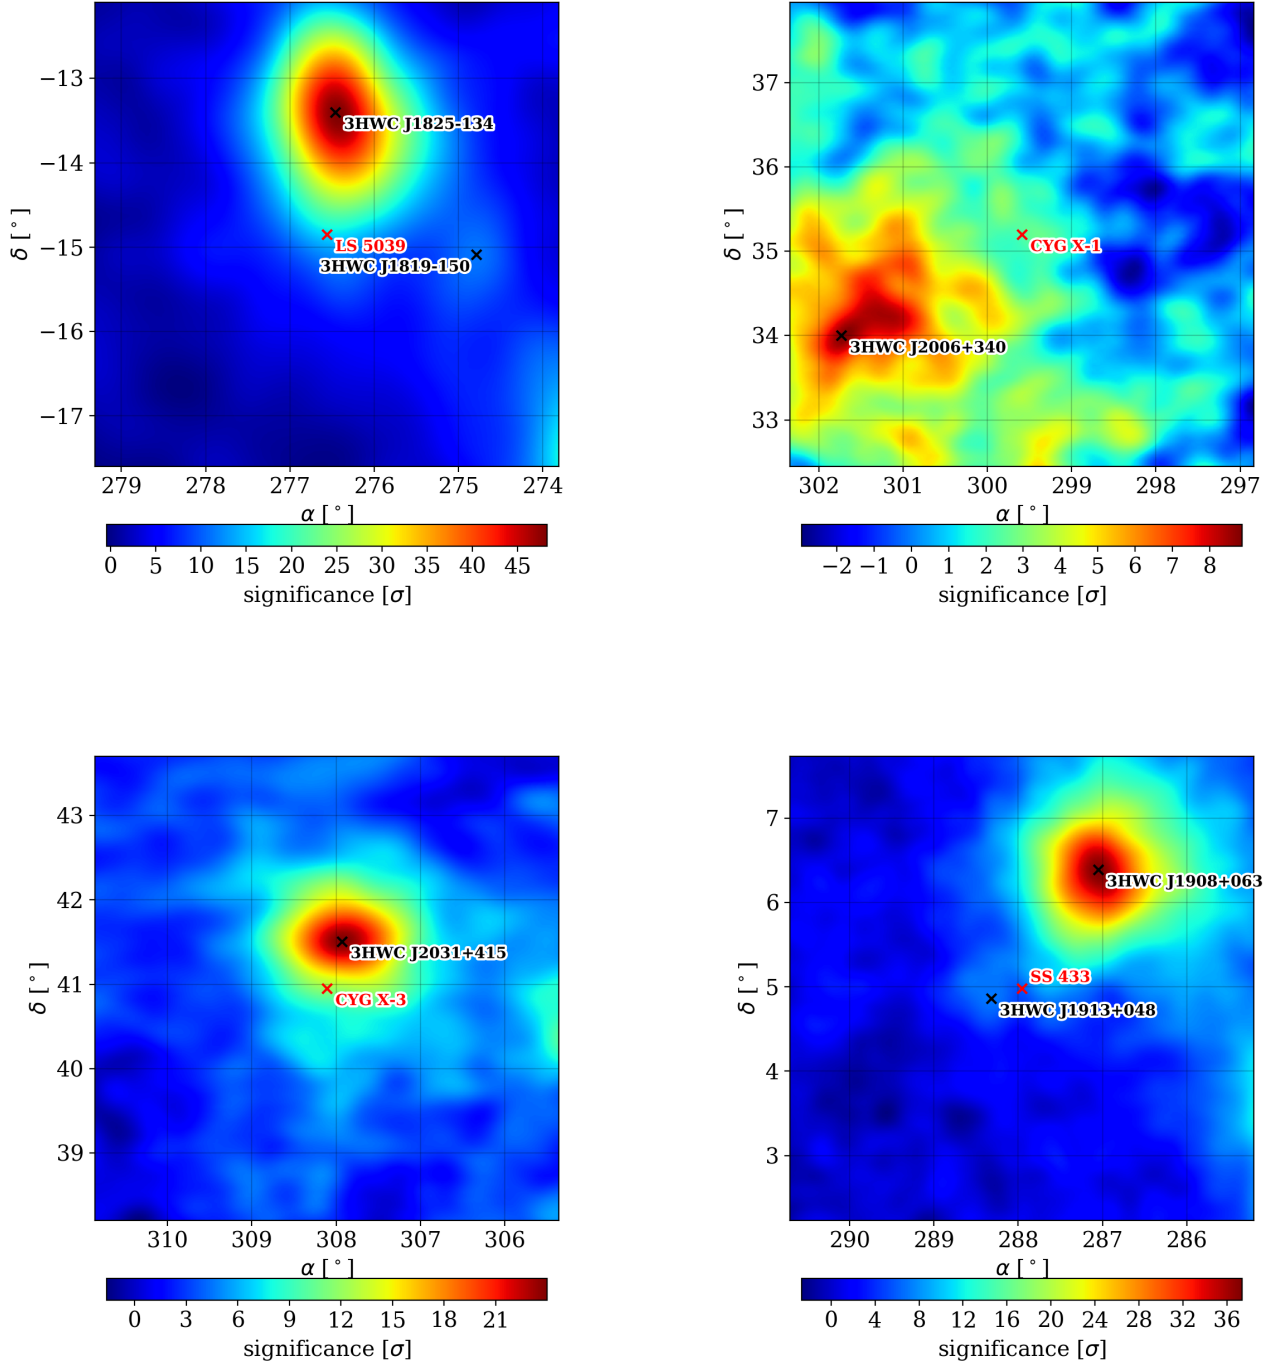 −13
−14
−15
−16
−17
δ [°]
3HWC J1825-134
LS 5039
3HWC J1819-150
279 278 277 276 275 274
α [°]
0 5 10 15 20 25 30 35 40 45
significance [σ]
37
36
35
34
33
δ [°]
CYG X-1
3HWC J2006+340
302 301 300 299 298 297
α [°]
−2 −1 0 1 2 3 4 5 6 7 8
significance [σ]
43
42
41
40
39
δ [°]
3HWC J2031+415
CYG X-3
310 309 308 307 306
α [°]
0 3 6 9 12 15 18 21
significance [σ]
7
6
5
4
3
δ [°]
3HWC J1908+063
SS 433
3HWC J1913+048
290 289 288 287 286
α [°]
0 4 8 12 16 20 24 28 32 36
significance [σ]